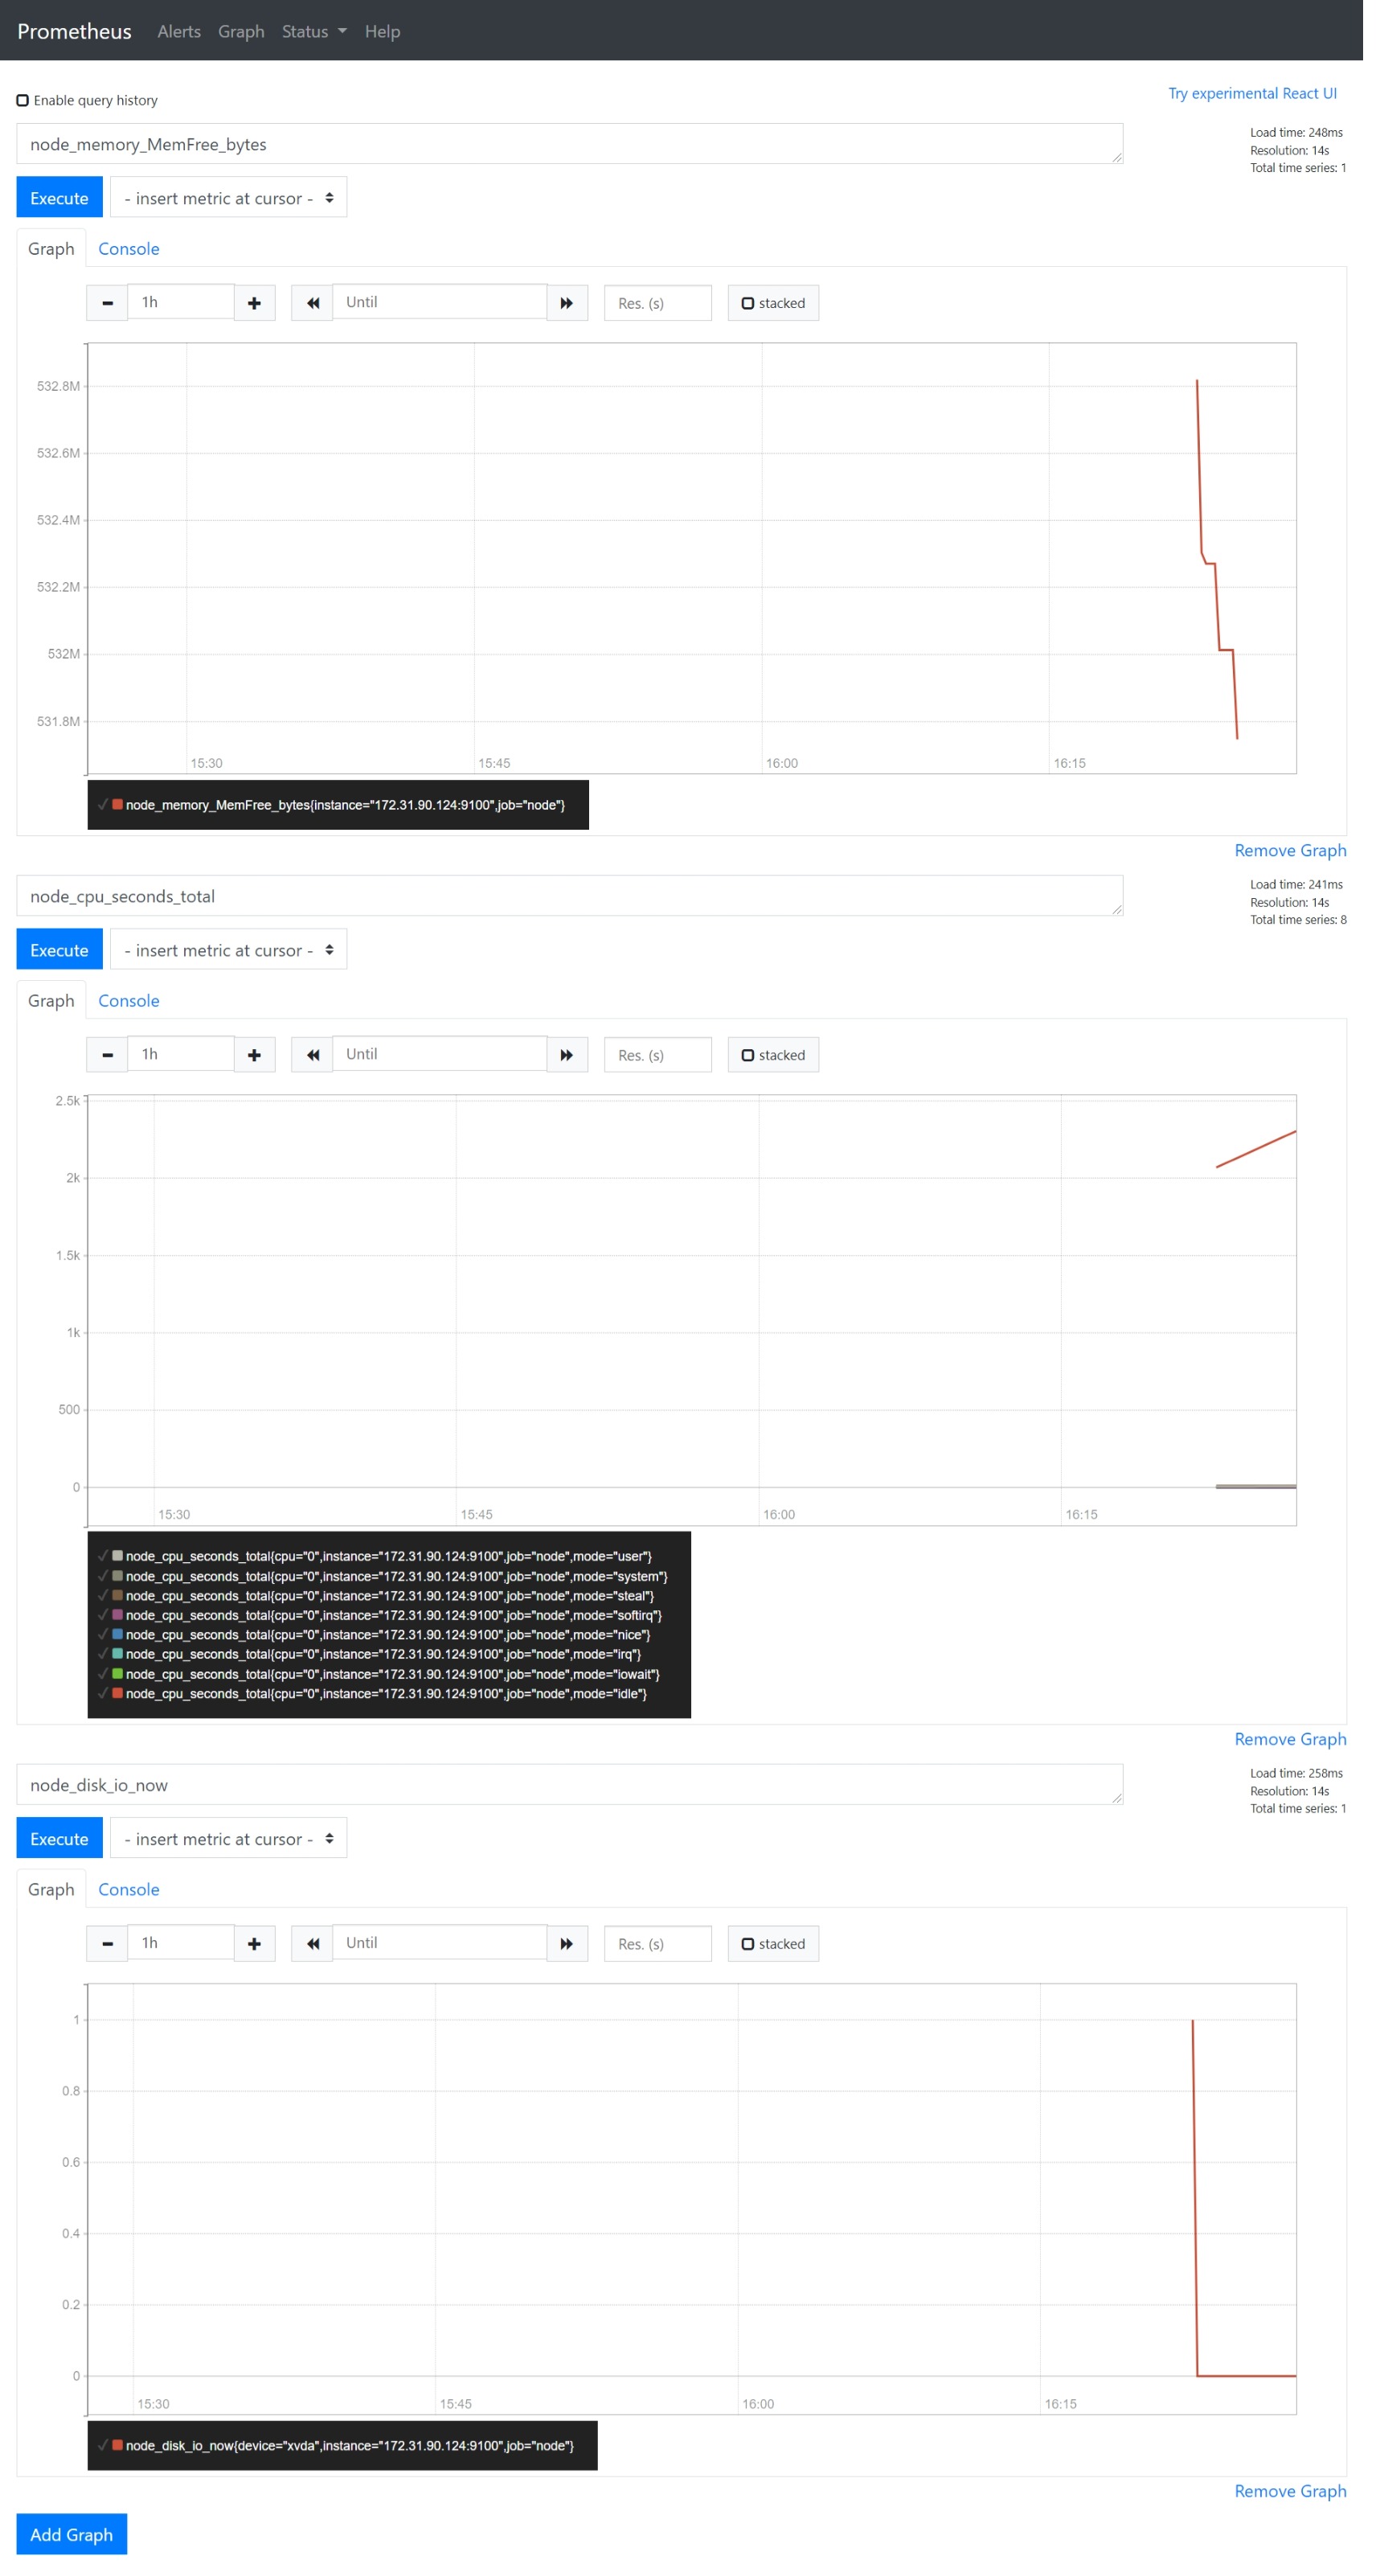 Prometheus Alerts Graph Status Help
Enable query history
Try experimental React UI
node_memory_MemFree_bytes
Load time: 248ms
Resolution: 14s
Total time series: 1
Execute
- insert metric at cursor -
Graph Console
1h Until Res. (s) stacked
532.8M
532.6M
532.4M
532.2M
532M
531.8M
15:30 15:45 16:00 16:15
node_memory_MemFree_bytes{instance="172.31.90.124:9100",job="node"}
Remove Graph
node_cpu_seconds_total
Load time: 241ms
Resolution: 14s
Total time series: 8
Execute
- insert metric at cursor -
Graph Console
1h Until Res. (s) stacked
2.5k
2k
1.5k
1k
500
0
15:30 15:45 16:00 16:15
node_cpu_seconds_total{cpu="0",instance="172.31.90.124:9100",job="node",mode="user"}
node_cpu_seconds_total{cpu="0",instance="172.31.90.124:9100",job="node",mode="system"}
node_cpu_seconds_total{cpu="0",instance="172.31.90.124:9100",job="node",mode="steal"}
node_cpu_seconds_total{cpu="0",instance="172.31.90.124:9100",job="node",mode="softirq"}
node_cpu_seconds_total{cpu="0",instance="172.31.90.124:9100",job="node",mode="nice"}
node_cpu_seconds_total{cpu="0",instance="172.31.90.124:9100",job="node",mode="irq"}
node_cpu_seconds_total{cpu="0",instance="172.31.90.124:9100",job="node",mode="iowait"}
node_cpu_seconds_total{cpu="0",instance="172.31.90.124:9100",job="node",mode="idle"}
Remove Graph
node_disk_io_now
Load time: 258ms
Resolution: 14s
Total time series: 1
Execute
- insert metric at cursor -
Graph Console
1h Until Res. (s) stacked
1
0.8
0.6
0.4
0.2
0
15:30 15:45 16:00 16:15
node_disk_io_now{device="xvda",instance="172.31.90.124:9100",job="node"}
Remove Graph
Add Graph